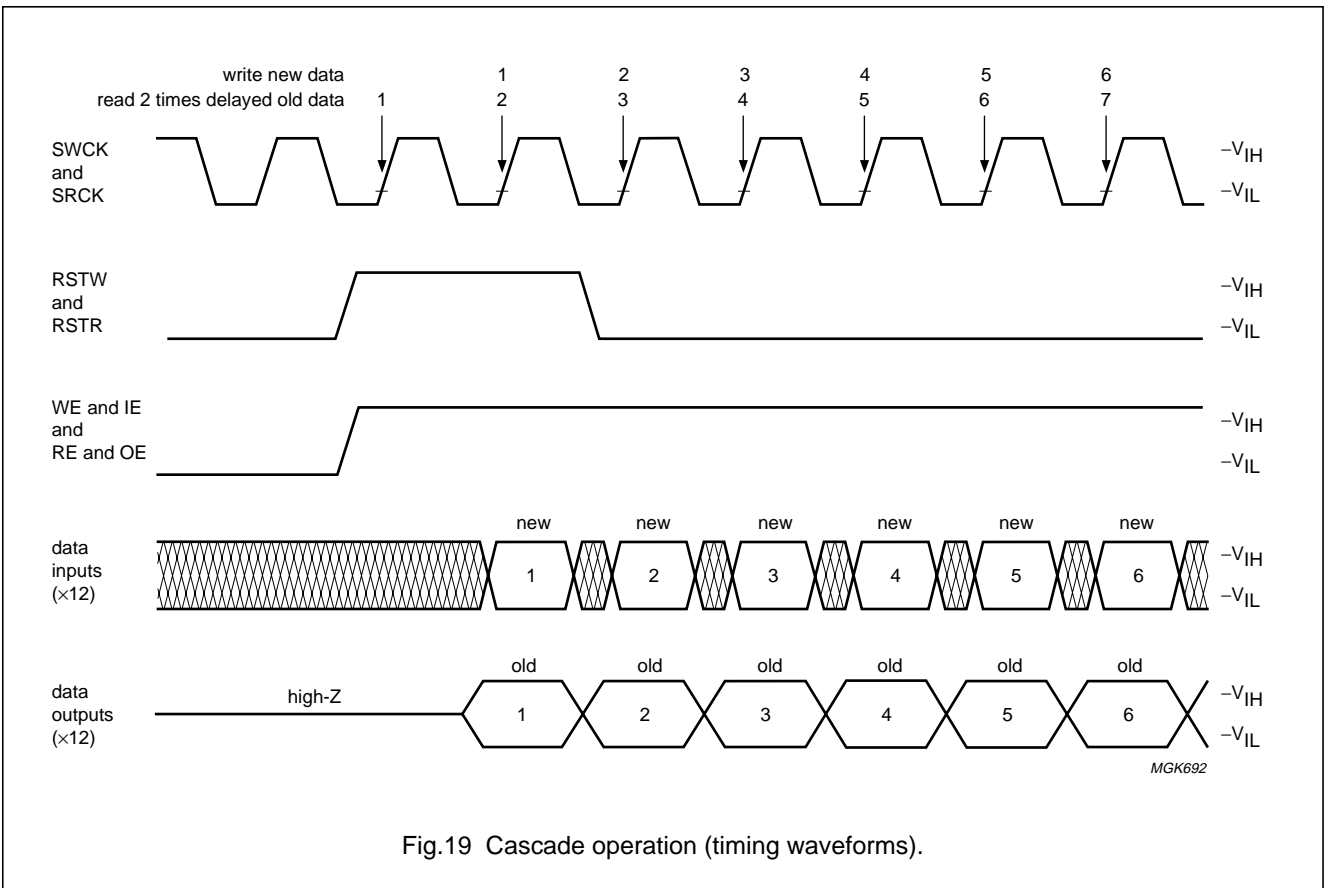 write new data 1 2 3 4 5 6
read 2 times delayed old data 1 2 3 4 5 6 7
SWCK
and
SRCK
–VIH
–VIL
RSTW
and
RSTR
–VIH
–VIL
WE and IE
and
RE and OE
–VIH
–VIL
new new new new new new
data
inputs
(×12)
1 2 3 4 5 6
–VIH
–VIL
old old old old old old
data
outputs
(×12)
high-Z
1 2 3 4 5 6
–VIH
–VIL
MGK692
Fig.19 Cascade operation (timing waveforms).